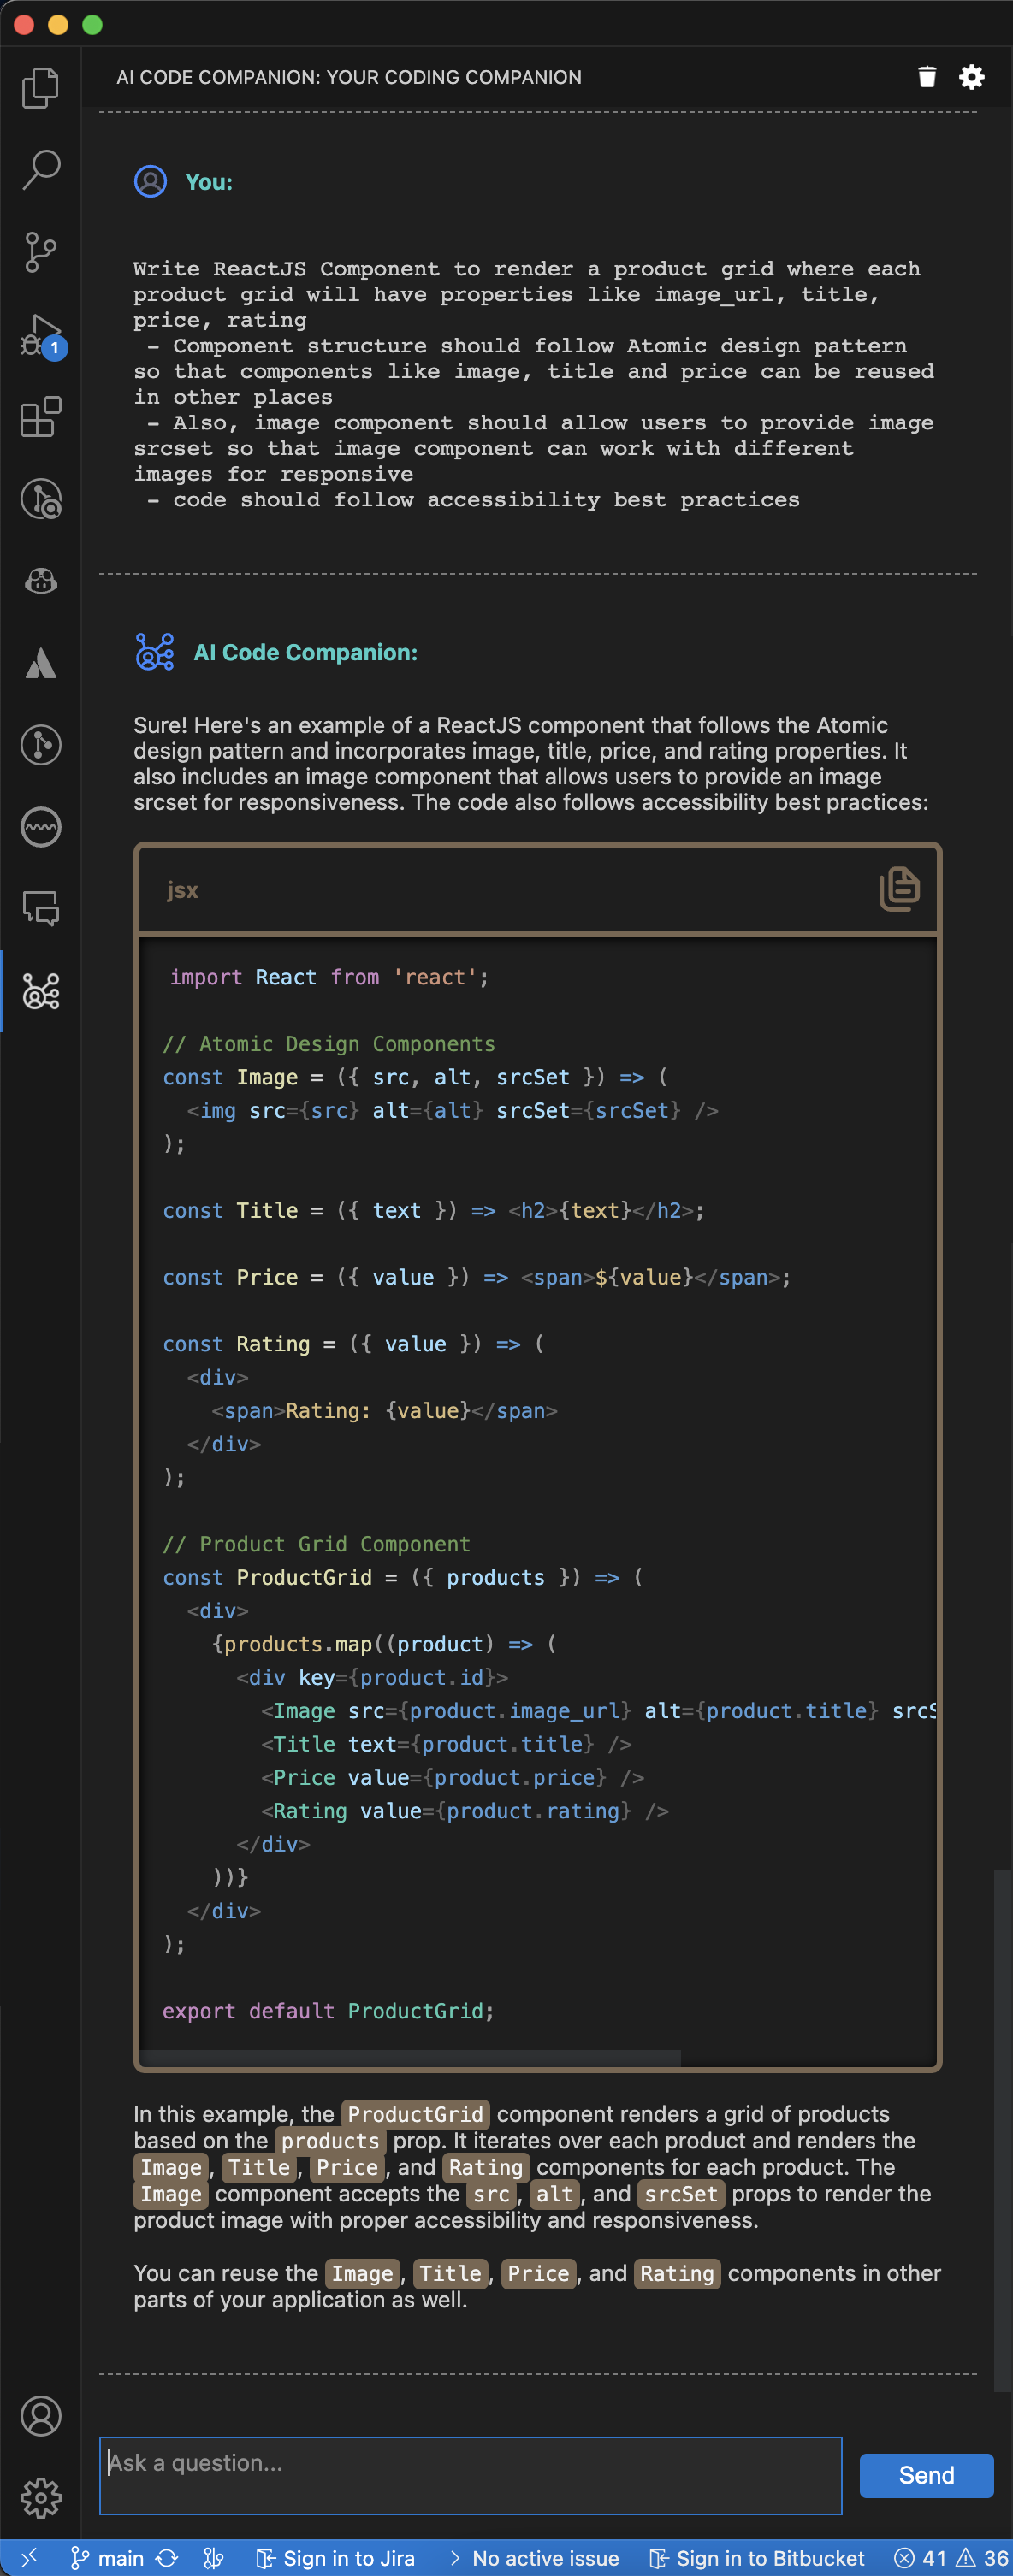 AI CODE COMPANION: YOUR CODING COMPANION
You:
Write ReactJS Component to render a product grid where each
product grid will have properties like image_url, title,
price, rating
– Component structure should follow Atomic design pattern
so that components like image, title and price can be reused
in other places
– Also, image component should allow users to provide image
srcset so that image component can work with different
images for responsive
– code should follow accessibility best practices
1
AI Code Companion:
Sure! Here's an example of a ReactJS component that follows the Atomic
design pattern and incorporates image, title, price, and rating properties. It
also includes an image component that allows users to provide an image
srcset for responsiveness. The code also follows accessibility best practices:
jsx
import React from 'react';
// Atomic Design Components
const Image = ({ src, alt, srcSet }) => (
  <img src={src} alt={alt} srcSet={srcSet} />
);
const Title = ({ text }) => <h2>{text}</h2>;
const Price = ({ value }) => <span>${value}</span>;
const Rating = ({ value }) => (
  <div>
    <span>Rating: {value}</span>
  </div>
);
// Product Grid Component
const ProductGrid = ({ products }) => (
  <div>
    {products.map((product) => (
      <div key={product.id}>
        <Image src={product.image_url} alt={product.title} srcS
        <Title text={product.title} />
        <Price value={product.price} />
        <Rating value={product.rating} />
      </div>
    ))}
  </div>
);
export default ProductGrid;
In this example, the ProductGrid component renders a grid of products
based on the products prop. It iterates over each product and renders the
Image, Title, Price, and Rating components for each product. The
Image component accepts the src, alt, and srcSet props to render the
product image with proper accessibility and responsiveness.
You can reuse the Image, Title, Price, and Rating components in other
parts of your application as well.
Ask a question...
Send
main Sign in to Jira > No active issue Sign in to Bitbucket 41 36